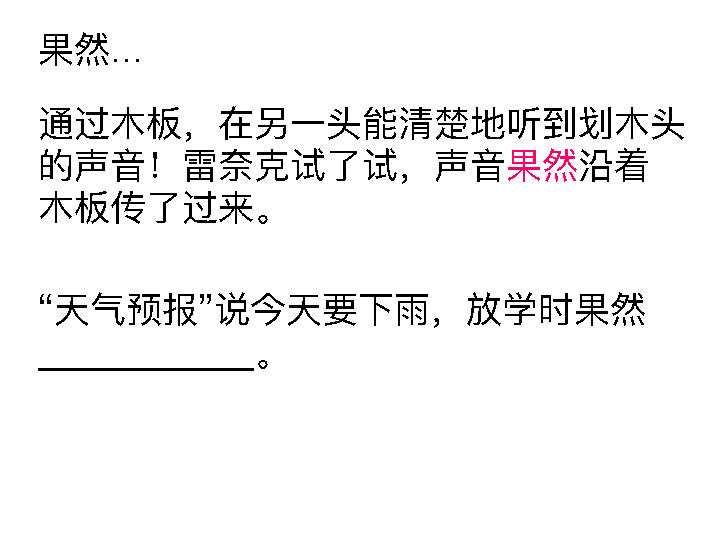 果然…
通过木板，在另一头能清楚地听到划木头
的声音！雷奈克试了试，声音果然沿着
木板传了过来。
“天气预报”说今天要下雨，放学时果然
____________。